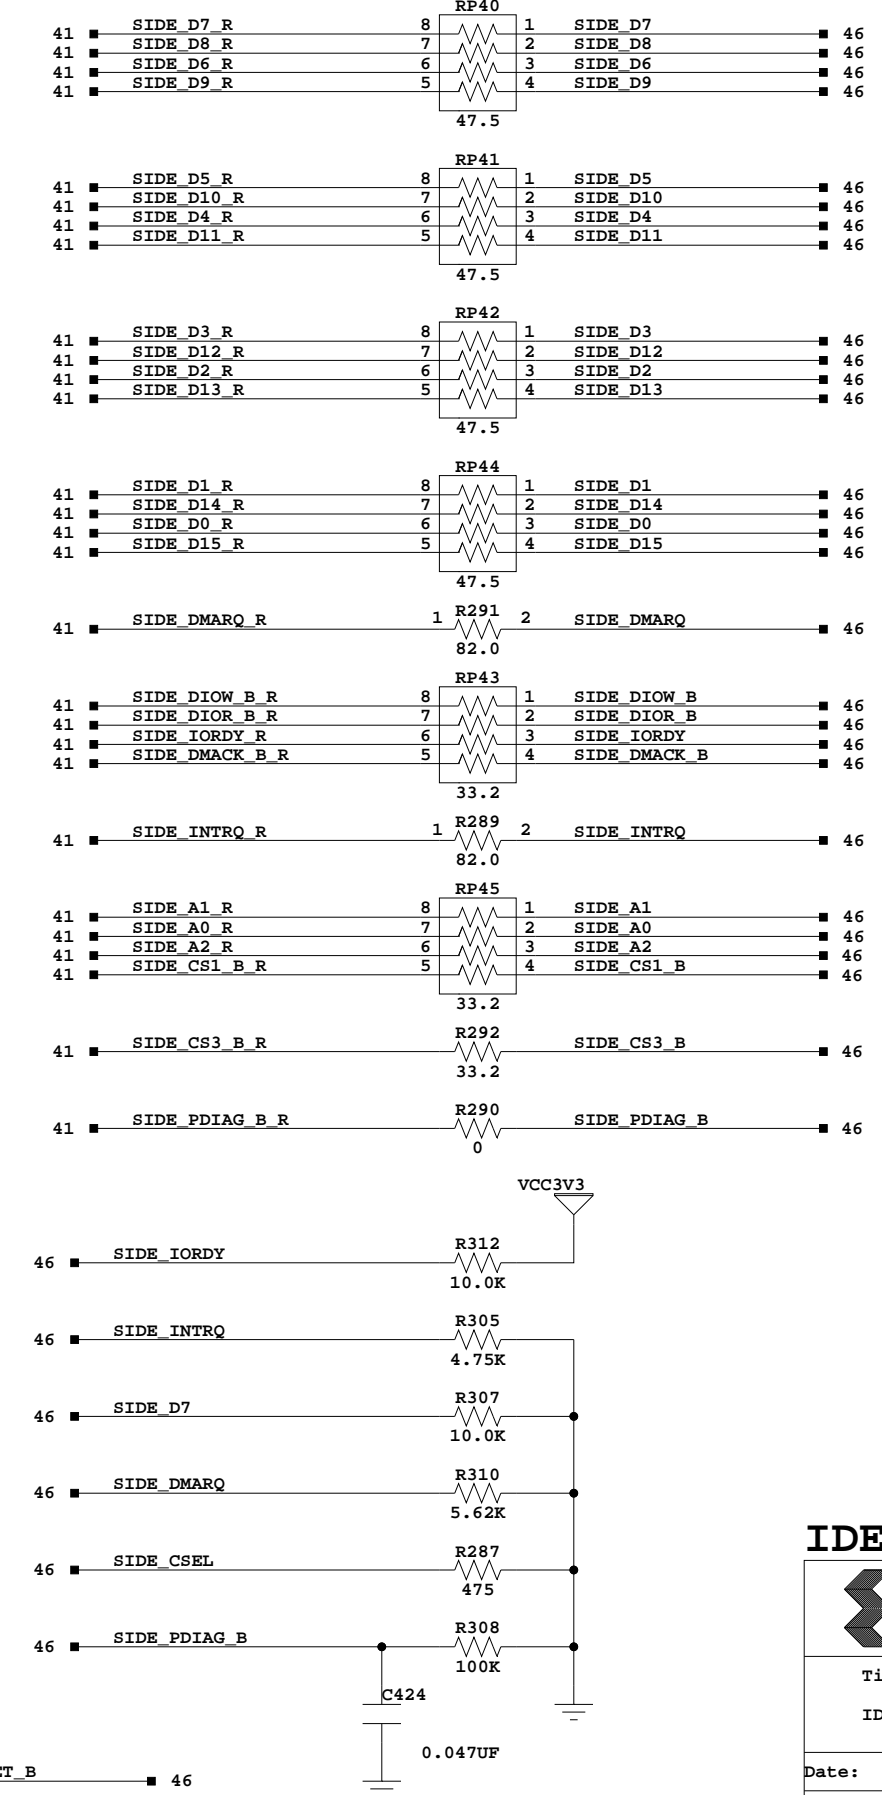 RP40
41 SIDE_D7_R 8 1 SIDE_D7 46
41 SIDE_D8_R 7 2 SIDE_D8 46
41 SIDE_D6_R 6 3 SIDE_D6 46
41 SIDE_D9_R 5 4 SIDE_D9 46
47.5
RP41
41 SIDE_D5_R 8 1 SIDE_D5 46
41 SIDE_D10_R 7 2 SIDE_D10 46
41 SIDE_D4_R 6 3 SIDE_D4 46
41 SIDE_D11_R 5 4 SIDE_D11 46
47.5
RP42
41 SIDE_D3_R 8 1 SIDE_D3 46
41 SIDE_D12_R 7 2 SIDE_D12 46
41 SIDE_D2_R 6 3 SIDE_D2 46
41 SIDE_D13_R 5 4 SIDE_D13 46
47.5
RP44
41 SIDE_D1_R 8 1 SIDE_D1 46
41 SIDE_D14_R 7 2 SIDE_D14 46
41 SIDE_D0_R 6 3 SIDE_D0 46
41 SIDE_D15_R 5 4 SIDE_D15 46
47.5
R291
41 SIDE_DMARQ_R 1 2 SIDE_DMARQ 46
82.0
RP43
41 SIDE_DIOW_B_R 8 1 SIDE_DIOW_B 46
41 SIDE_DIOR_B_R 7 2 SIDE_DIOR_B 46
41 SIDE_IORDY_R 6 3 SIDE_IORDY 46
41 SIDE_DMACK_B_R 5 4 SIDE_DMACK_B 46
33.2
R289
41 SIDE_INTRQ_R 1 2 SIDE_INTRQ 46
82.0
RP45
41 SIDE_A1_R 8 1 SIDE_A1 46
41 SIDE_A0_R 7 2 SIDE_A0 46
41 SIDE_A2_R 6 3 SIDE_A2 46
41 SIDE_CS1_B_R 5 4 SIDE_CS1_B 46
33.2
R292
41 SIDE_CS3_B_R SIDE_CS3_B 46
33.2
R290
41 SIDE_PDIAG_B_R SIDE_PDIAG_B 46
0
VCC3V3
46 SIDE_IORDY R312
10.0K
46 SIDE_INTRQ R305
4.75K
46 SIDE_D7 R307
10.0K
46 SIDE_DMARQ R310
5.62K
46 SIDE_CSEL R287
475
46 SIDE_PDIAG_B R308
100K
C424
0.047UF
ET_B 46
IDE
Ti
ID
Date: